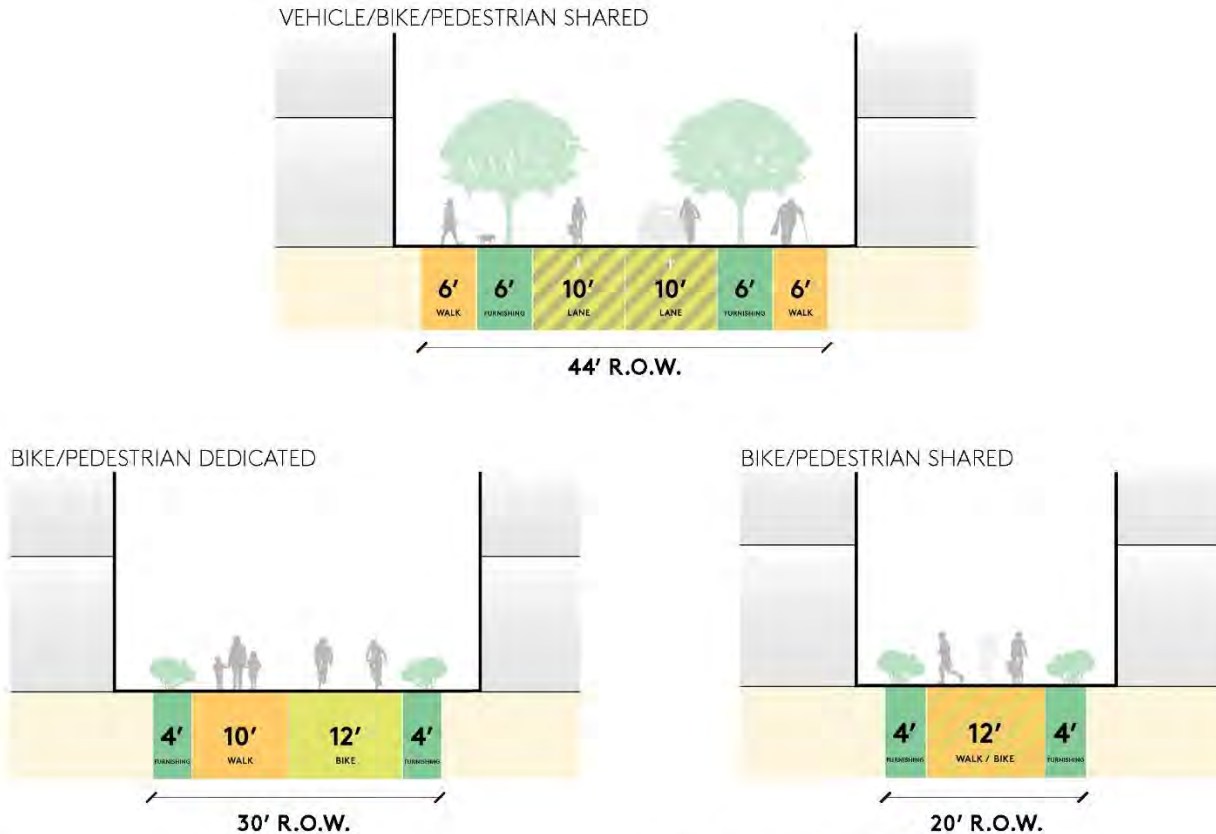 VEHICLE/BIKE/PEDESTRIAN SHARED
6' 6' 10' 10' 6' 6'
WALK FURNISHING LANE LANE FURNISHING WALK
44' R.O.W.
BIKE/PEDESTRIAN DEDICATED
4' 10' 12' 4'
FURNISHING WALK BIKE FURNISHING
30' R.O.W.
BIKE/PEDESTRIAN SHARED
4' 12' 4'
FURNISHING WALK / BIKE FURNISHING
20' R.O.W.